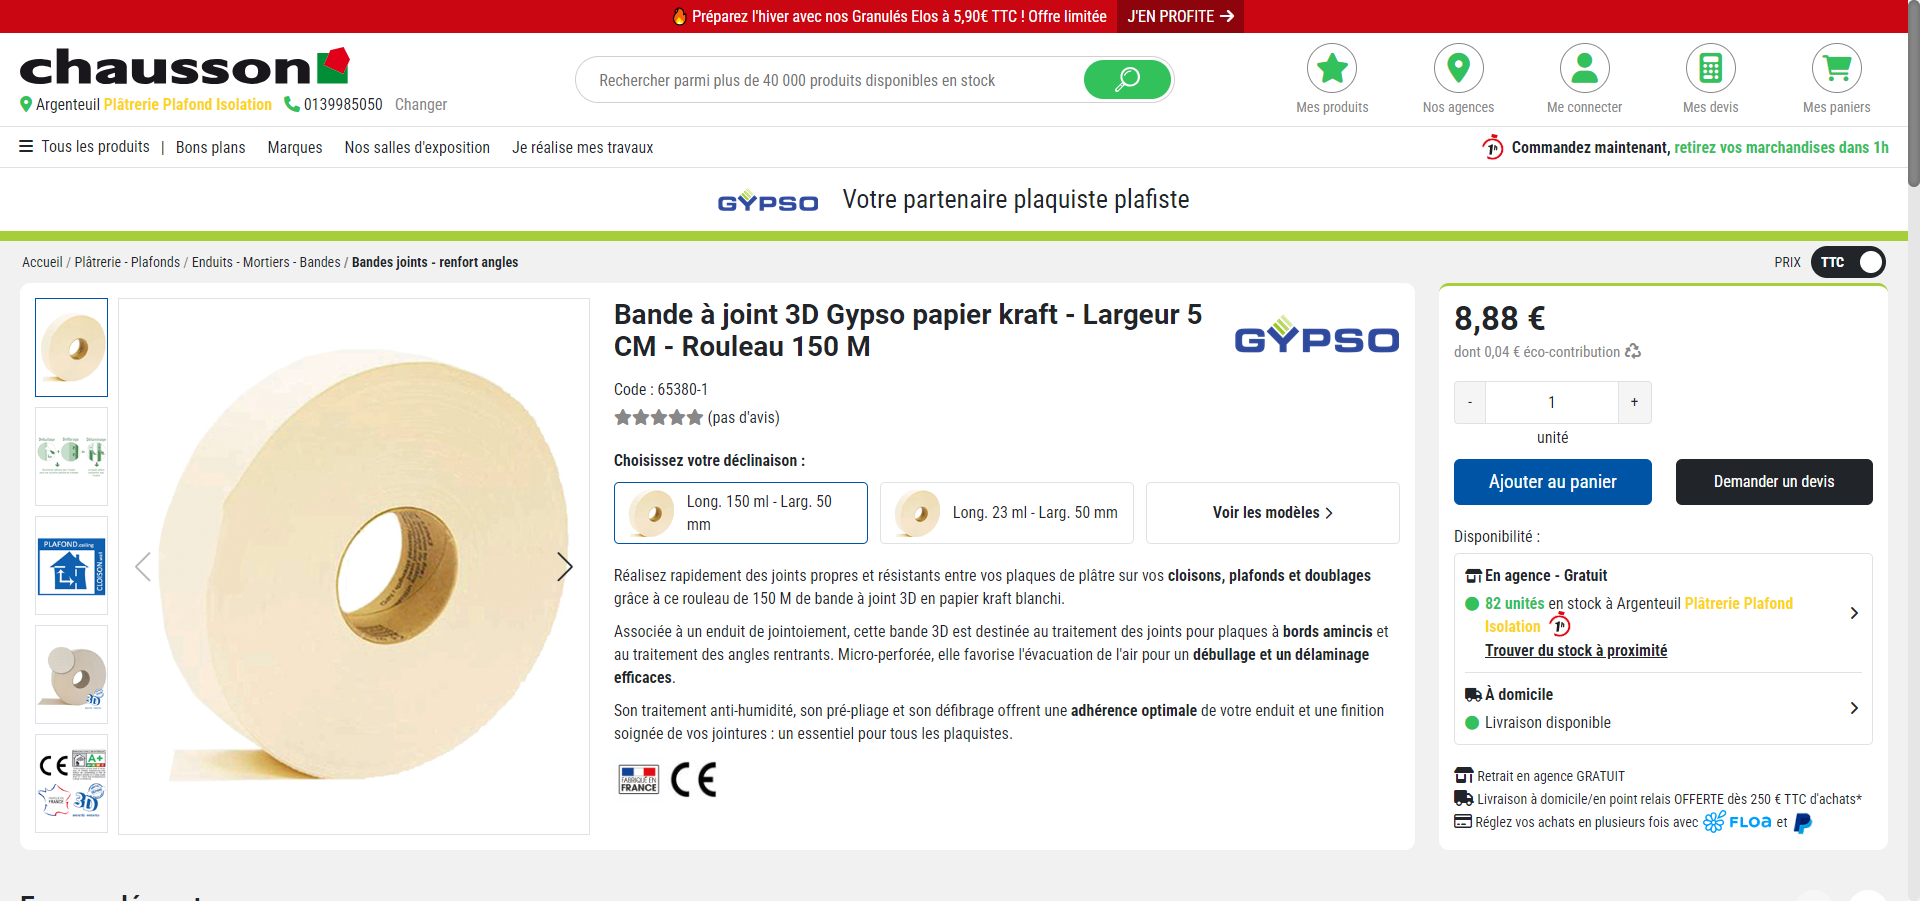 Préparez l'hiver avec nos Granulés Elos à 5,90€ TTC ! Offre limitée J'EN PROFITE
chausson
Argenteuil Plâtrerie Plafond Isolation 0139985050 Changer
Rechercher parmi plus de 40 000 produits disponibles en stock
Mes produits
Nos agences
Me connecter
Mes devis
Mes paniers
Tous les produits | Bons plans Marques Nos salles d'exposition Je réalise mes travaux
1h Commandez maintenant, retirez vos marchandises dans 1h
GYPSO Votre partenaire plaquiste plafiste
Accueil / Plâtrerie - Plafonds / Enduits - Mortiers - Bandes / Bandes joints - renfort angles
PRIX TTC
PLAFOND ceiling
CLOISON wall
3D
CE A+
FRANCE 3D
Bande à joint 3D Gypso papier kraft - Largeur 5
CM - Rouleau 150 M
GYPSO
Code : 65380-1
(pas d'avis)
Choisissez votre déclinaison :
Long. 150 ml - Larg. 50
mm
Long. 23 ml - Larg. 50 mm
Voir les modèles
Réalisez rapidement des joints propres et résistants entre vos plaques de plâtre sur vos cloisons, plafonds et doublages
grâce à ce rouleau de 150 M de bande à joint 3D en papier kraft blanchi.
Associée à un enduit de jointoiement, cette bande 3D est destinée au traitement des joints pour plaques à bords amincis et
au traitement des angles rentrants. Micro-perforée, elle favorise l'évacuation de l'air pour un débullage et un délaminage
efficaces.
Son traitement anti-humidité, son pré-pliage et son défibrage offrent une adhérence optimale de votre enduit et une finition
soignée de vos jointures : un essentiel pour tous les plaquistes.
FABRIQUÉ EN
FRANCE
CE
8,88 €
dont 0,04 € éco-contribution
- 1 +
unité
Ajouter au panier
Demander un devis
Disponibilité :
En agence - Gratuit
82 unités en stock à Argenteuil Plâtrerie Plafond
Isolation 1h
Trouver du stock à proximité
À domicile
Livraison disponible
Retrait en agence GRATUIT
Livraison à domicile/en point relais OFFERTE dès 250 € TTC d'achats*
Réglez vos achats en plusieurs fois avec FLOA et